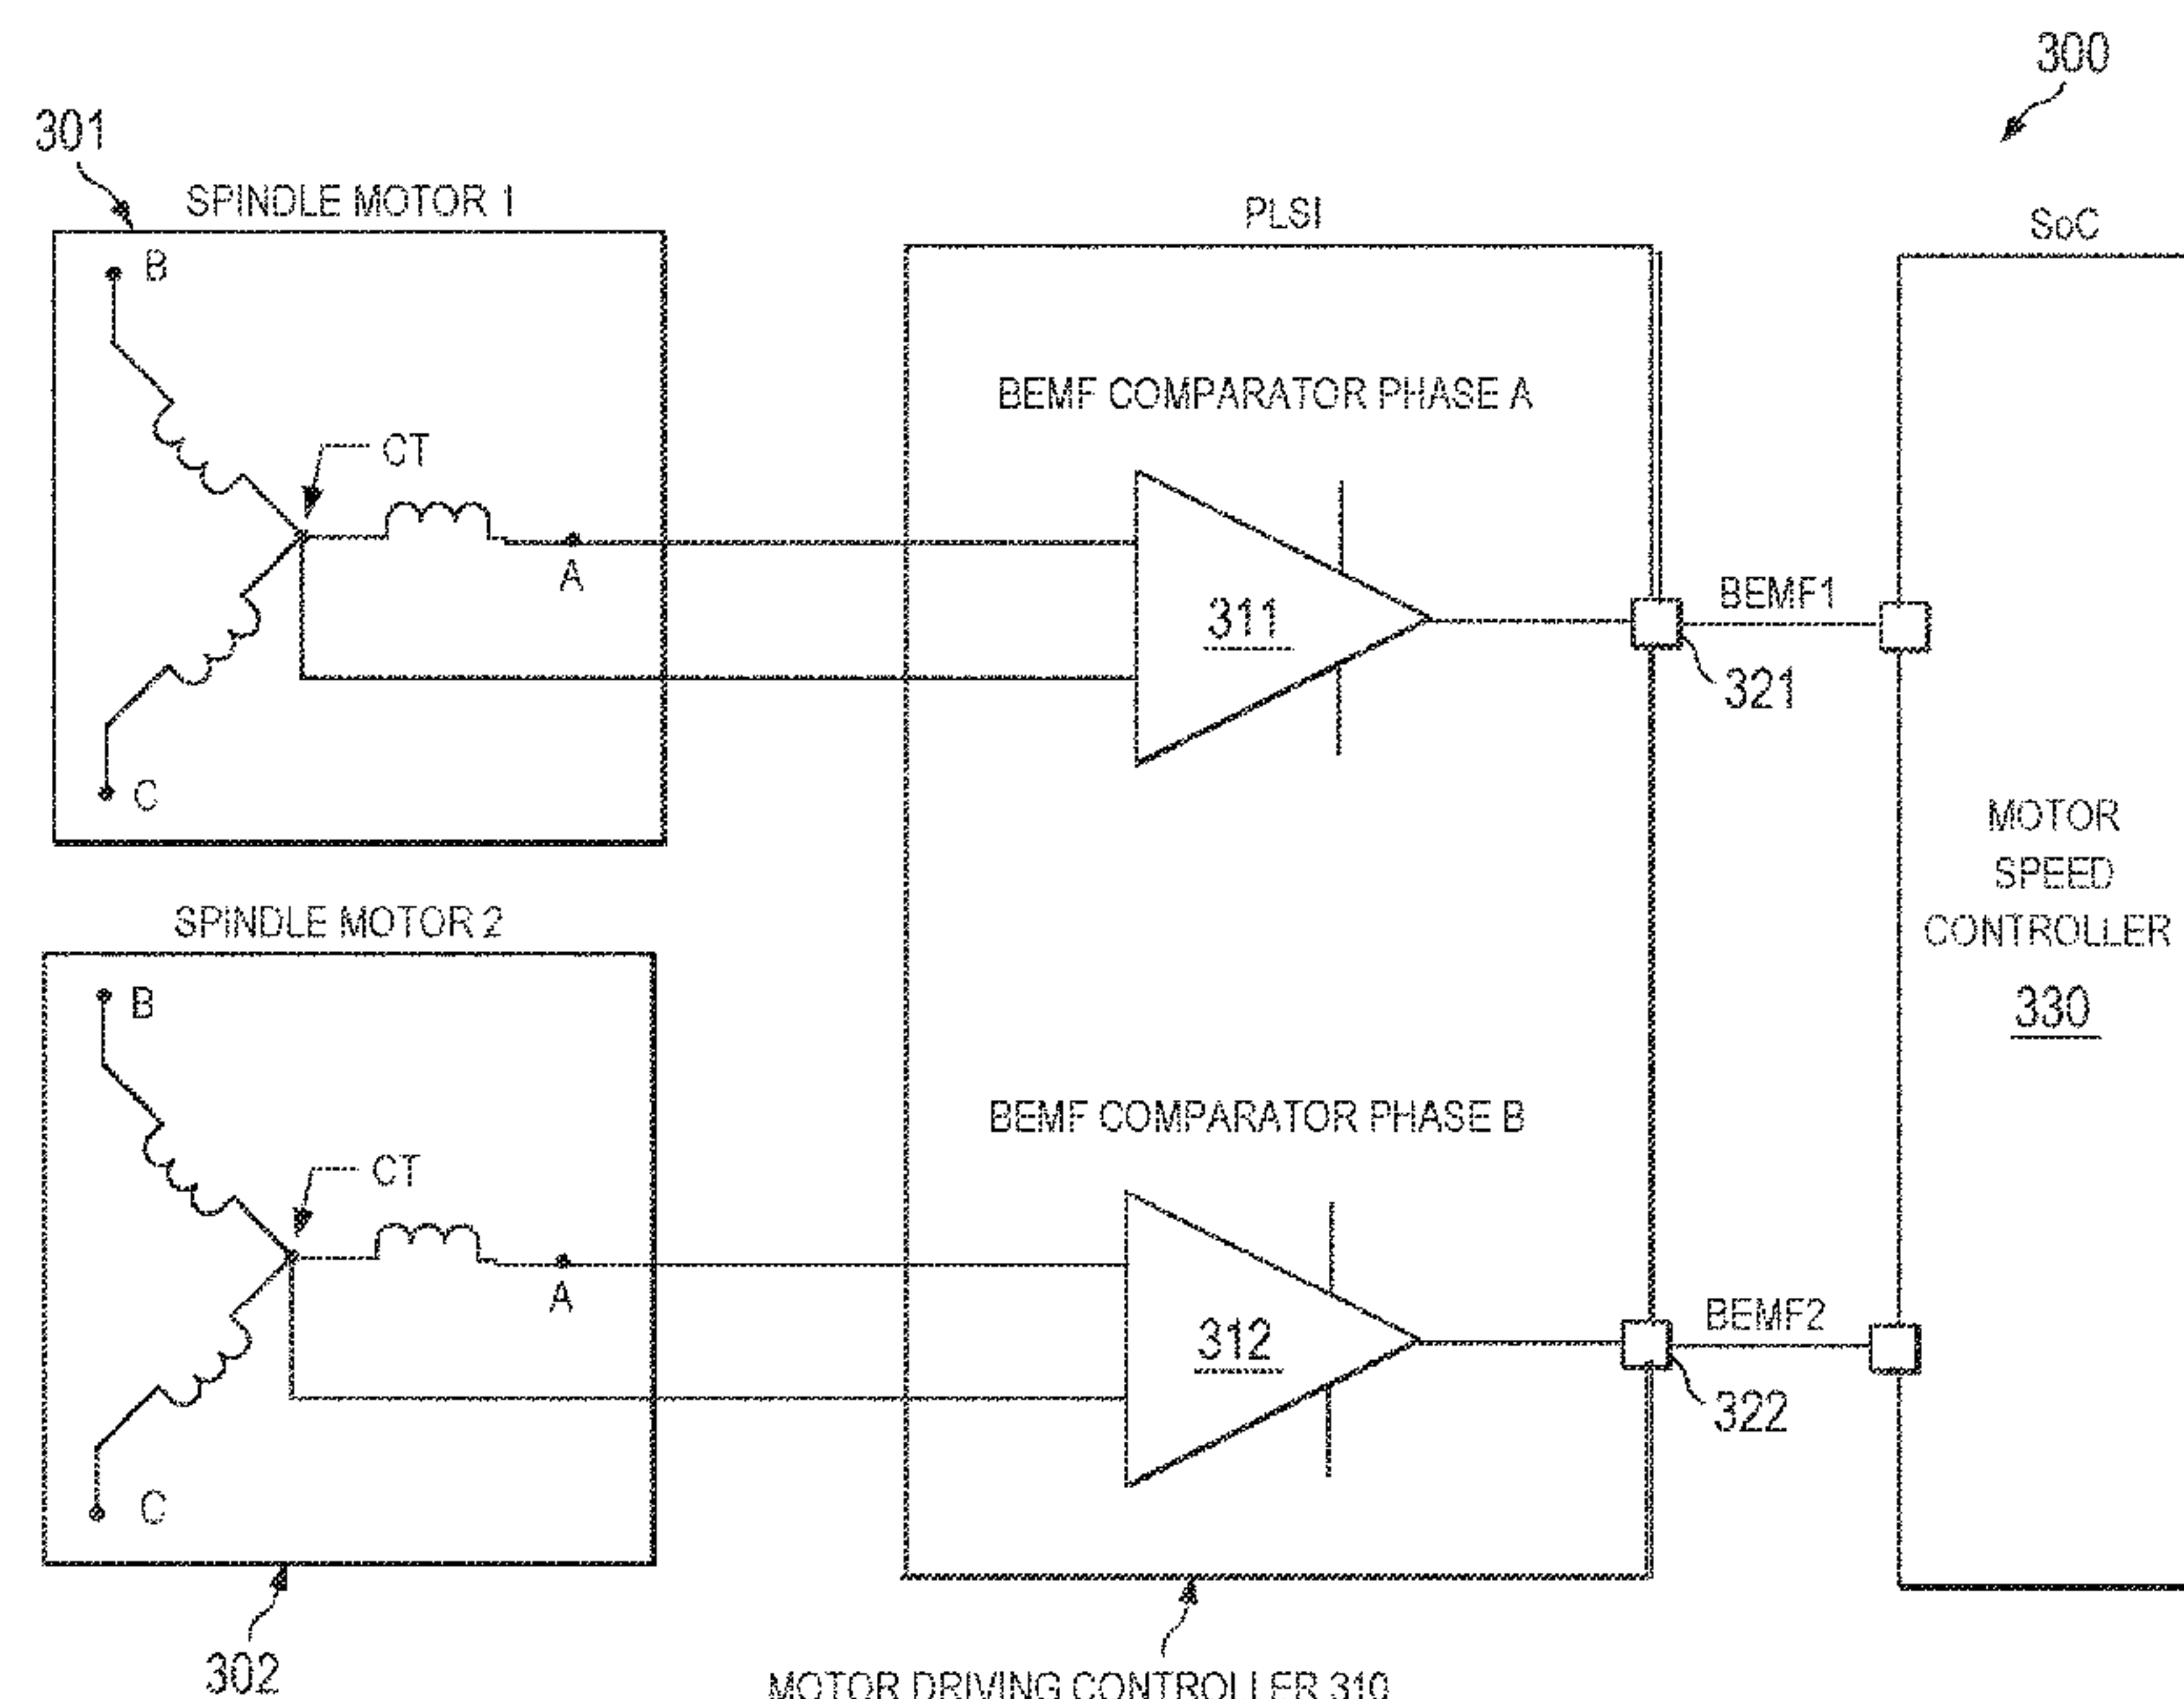 300
301
SPINDLE MOTOR 1
PLSI
SoC
B
BEMF COMPARATOR PHASE A
CT
A
311
BEMF1
321
C
MOTOR
SPEED
CONTROLLER
330
SPINDLE MOTOR 2
B
BEMF COMPARATOR PHASE B
CT
A
312
BEMF2
322
C
302
MOTOR DRIVING CONTROLLER 310